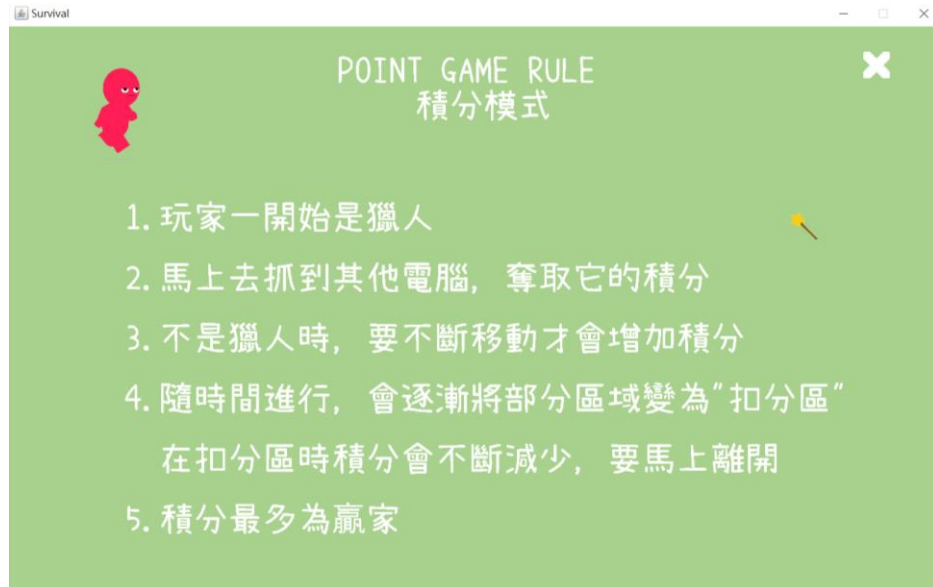 Survival
POINT GAME RULE
積分模式
1. 玩家一開始是獵人
2. 馬上去抓到其他電腦, 奪取它的積分
3. 不是獵人時, 要不斷移動才會增加積分
4. 隨時間進行, 會逐漸將部分區域變為"扣分區"
在扣分區時積分會不斷減少, 要馬上離開
5. 積分最多為贏家